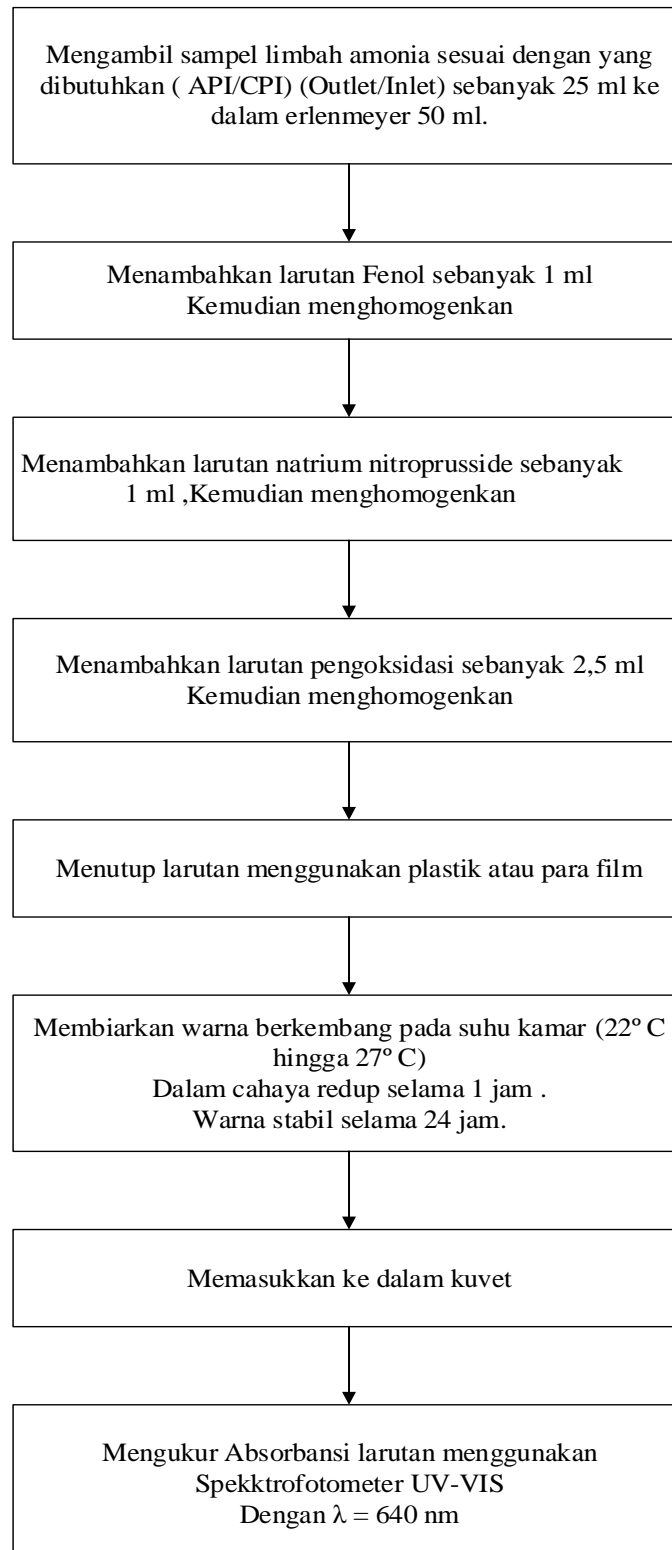 Mengambil sampel limbah amonia sesuai dengan yang
dibutuhkan ( API/CPI) (Outlet/Inlet) sebanyak 25 ml ke
dalam erlenmeyer 50 ml.
Menambahkan larutan Fenol sebanyak 1 ml
Kemudian menghomogenkan
Menambahkan larutan natrium nitroprusside sebanyak
1 ml ,Kemudian menghomogenkan
Menambahkan larutan pengoksidasi sebanyak 2,5 ml
Kemudian menghomogenkan
Menutup larutan menggunakan plastik atau para film
Membiarkan warna berkembang pada suhu kamar (22º C
hingga 27º C)
Dalam cahaya redup selama 1 jam .
Warna stabil selama 24 jam.
Memasukkan ke dalam kuvet
Mengukur Absorbansi larutan menggunakan
Spekktrofotometer UV-VIS
Dengan λ = 640 nm